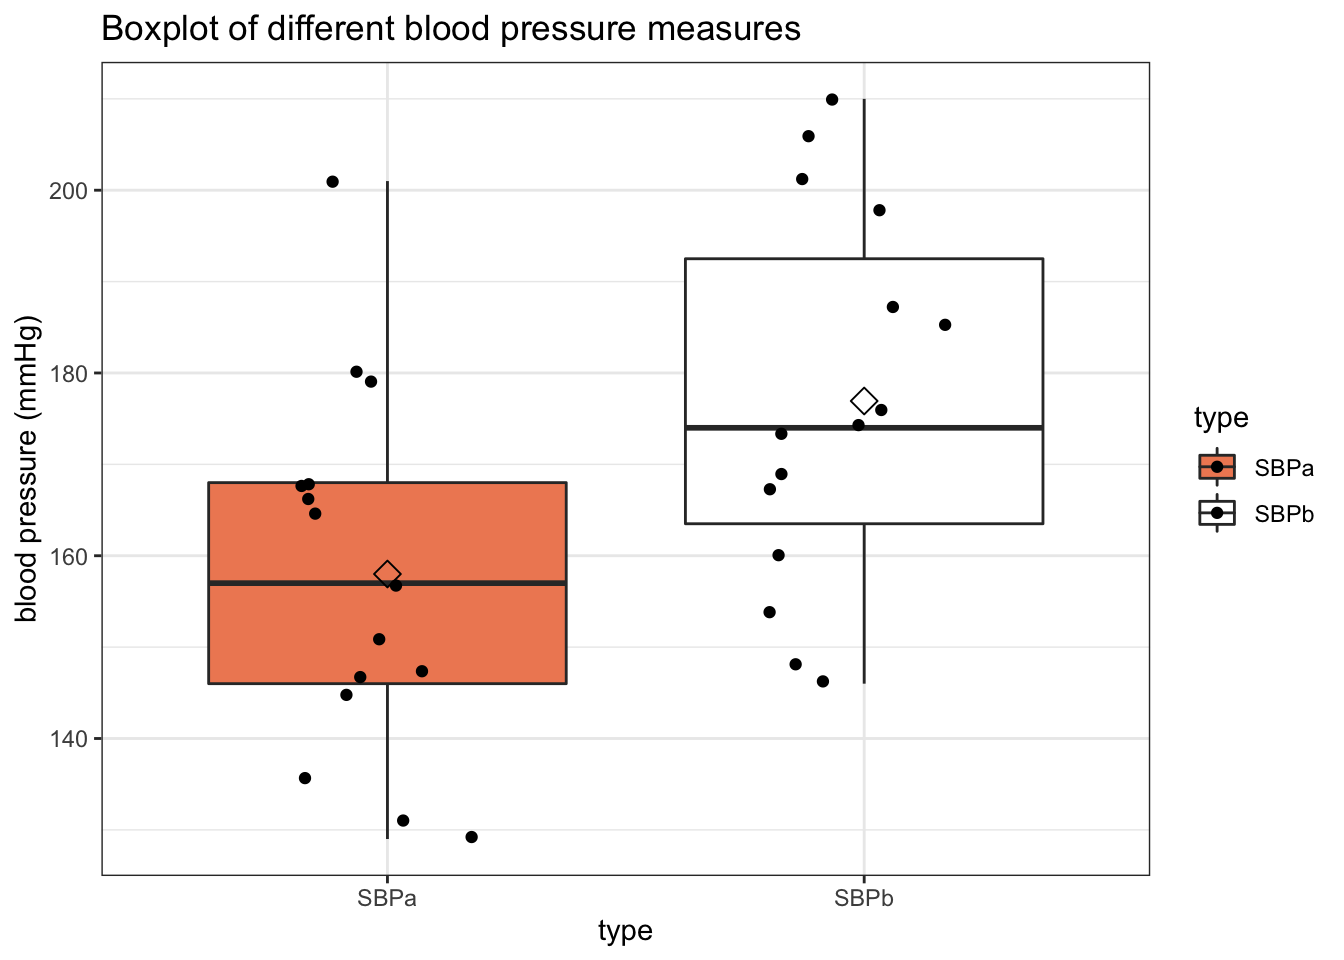 Boxplot of different blood pressure measures
blood pressure (mmHg)
200
180
160
140
SBPa
SBPb
type
type
SBPa
SBPb